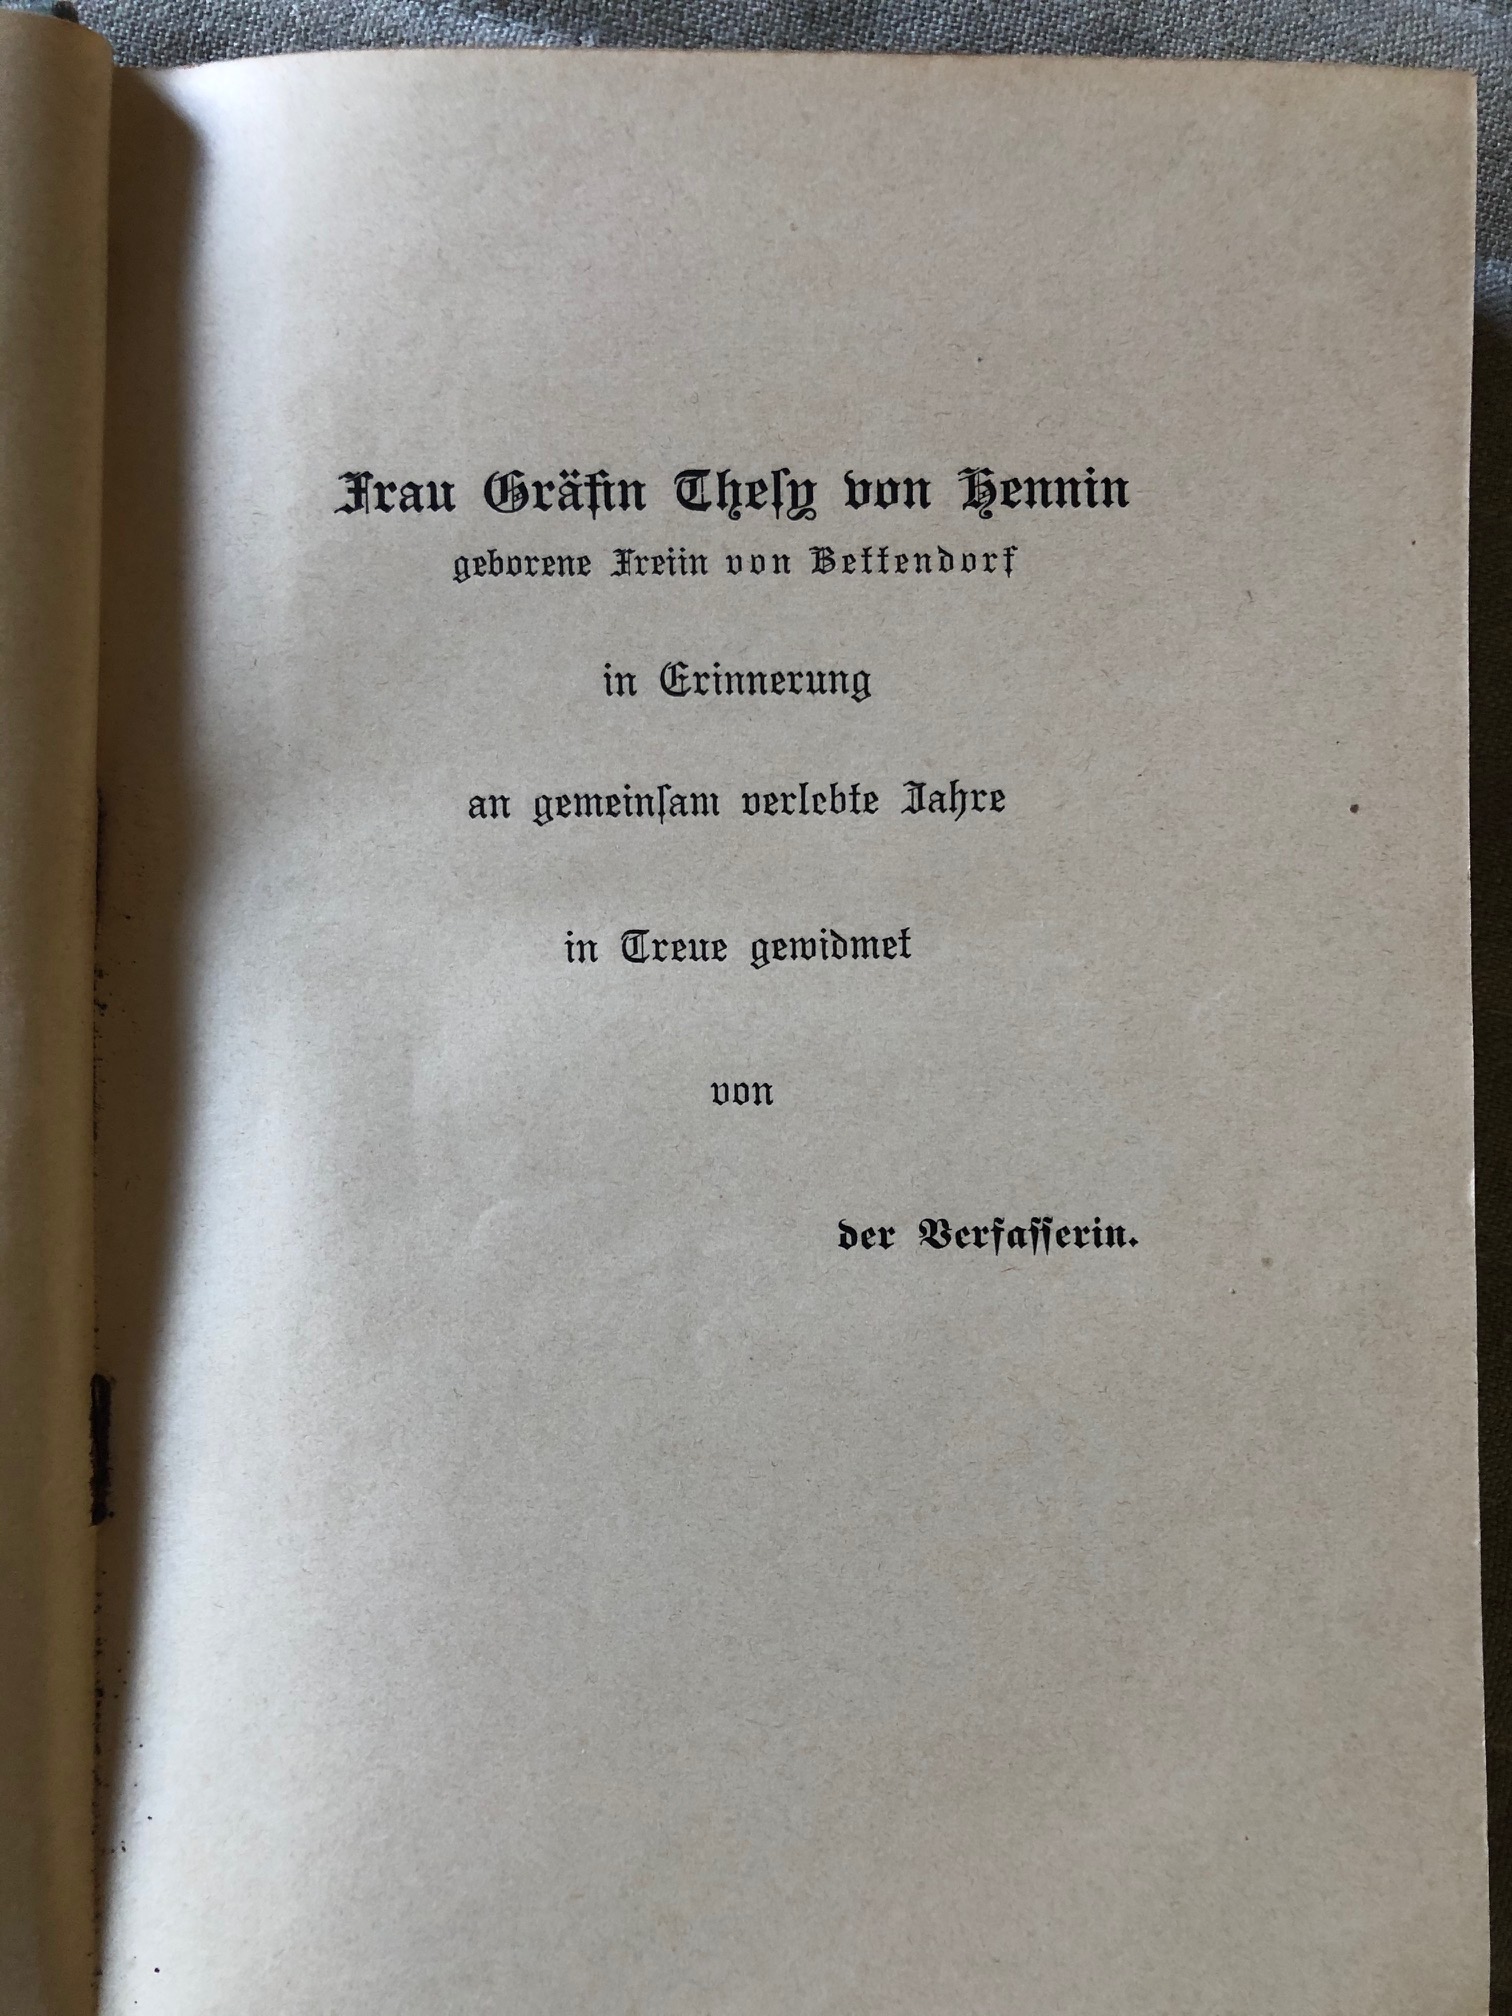 Frau Gräfin Theſy von Hennin
geborene Freiin von Bettendorf
in Erinnerung
an gemeinſam verlebte Jahre
in Treue gewidmet
von
der Verfaſſerin.